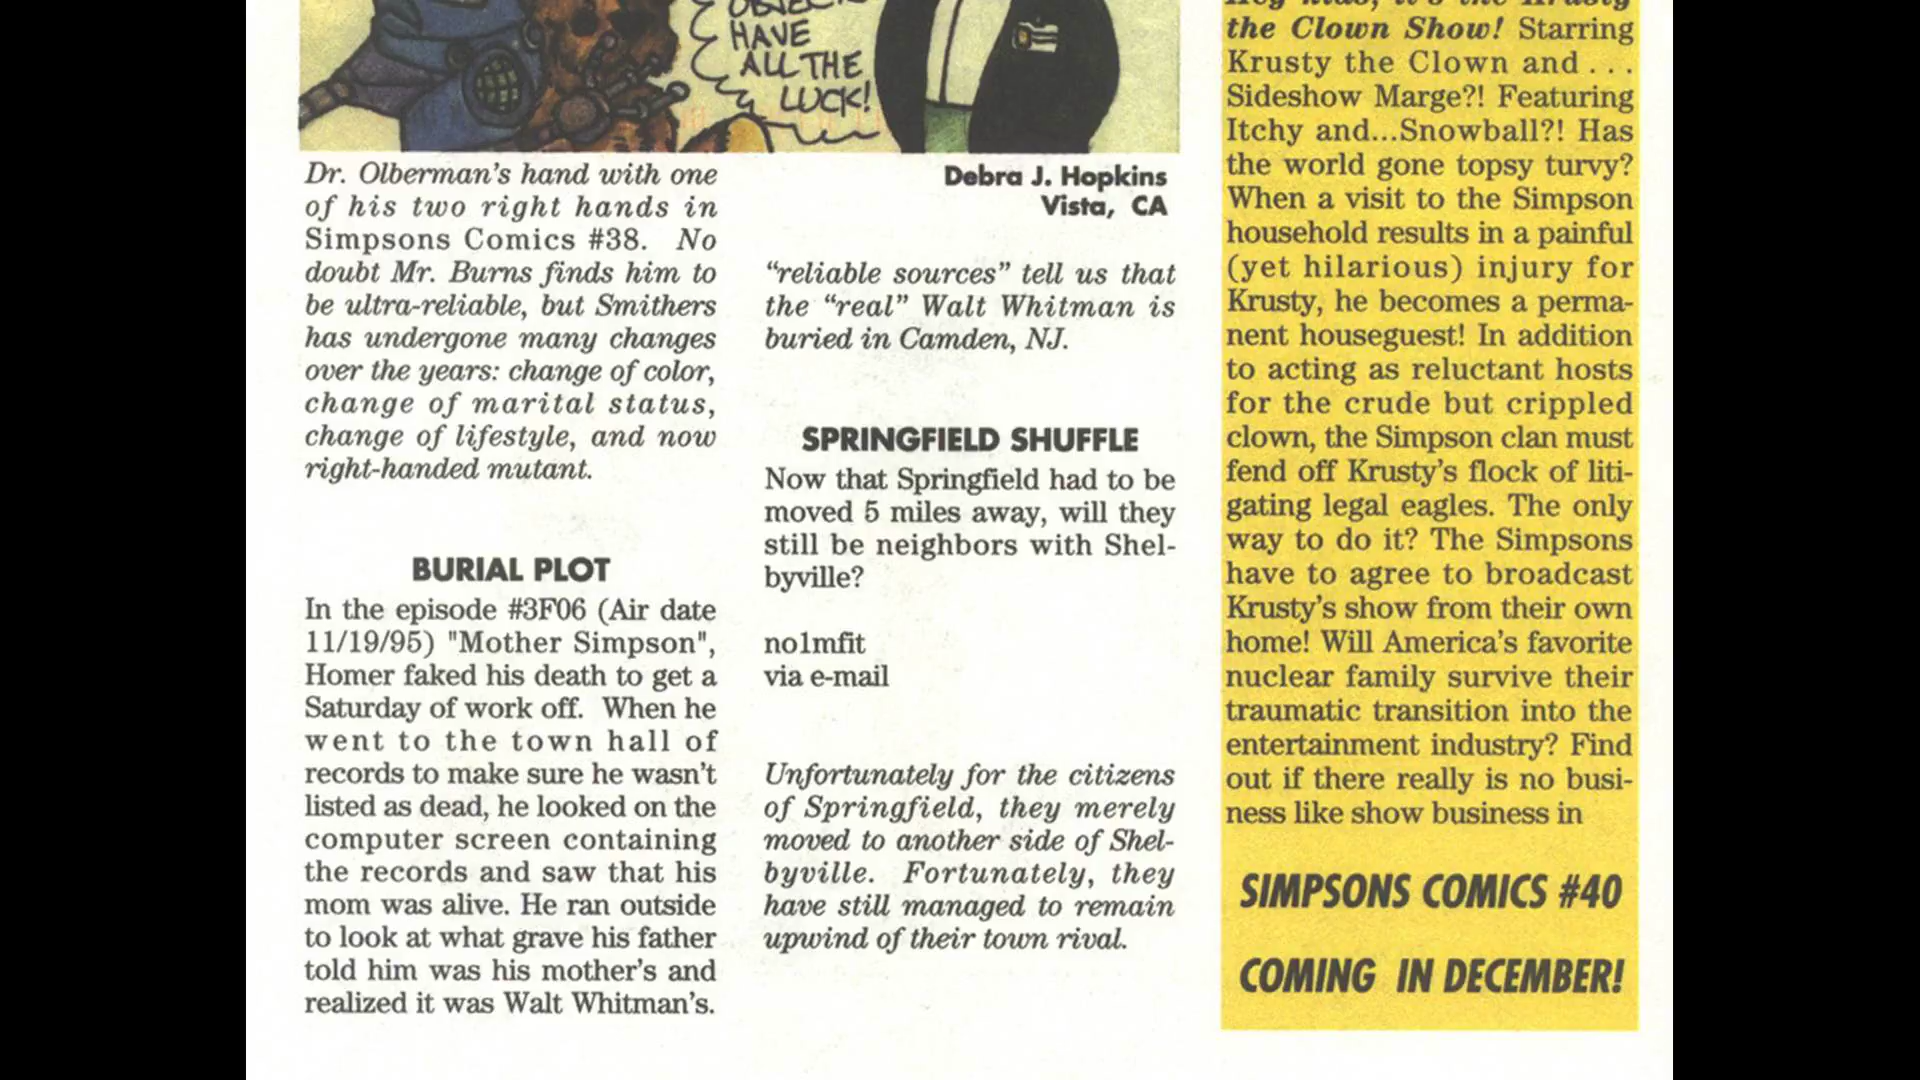 HAVE
ALL THE
LUCK!
Dr. Olberman's hand with one
of his two right hands in
Simpsons Comics #38. No
doubt Mr. Burns finds him to
be ultra-reliable, but Smithers
has undergone many changes
over the years: change of color,
change of marital status,
change of lifestyle, and now
right-handed mutant.
BURIAL PLOT
In the episode #3F06 (Air date
11/19/95) "Mother Simpson",
Homer faked his death to get a
Saturday of work off. When he
went to the town hall of
records to make sure he wasn't
listed as dead, he looked on the
computer screen containing
the records and saw that his
mom was alive. He ran outside
to look at what grave his father
told him was his mother's and
realized it was Walt Whitman's.
Debra J. Hopkins
Vista, CA
“reliable sources” tell us that
the “real” Walt Whitman is
buried in Camden, NJ.
SPRINGFIELD SHUFFLE
Now that Springfield had to be
moved 5 miles away, will they
still be neighbors with Shel-
byville?
no1mfit
via e-mail
Unfortunately for the citizens
of Springfield, they merely
moved to another side of Shel-
byville. Fortunately, they
have still managed to remain
upwind of their town rival.
Hey kids, it's the Krusty
the Clown Show! Starring
Krusty the Clown and . . .
Sideshow Marge?! Featuring
Itchy and...Snowball?! Has
the world gone topsy turvy?
When a visit to the Simpson
household results in a painful
(yet hilarious) injury for
Krusty, he becomes a perma-
nent houseguest! In addition
to acting as reluctant hosts
for the crude but crippled
clown, the Simpson clan must
fend off Krusty's flock of liti-
gating legal eagles. The only
way to do it? The Simpsons
have to agree to broadcast
Krusty's show from their own
home! Will America's favorite
nuclear family survive their
traumatic transition into the
entertainment industry? Find
out if there really is no busi-
ness like show business in
SIMPSONS COMICS #40
COMING IN DECEMBER!